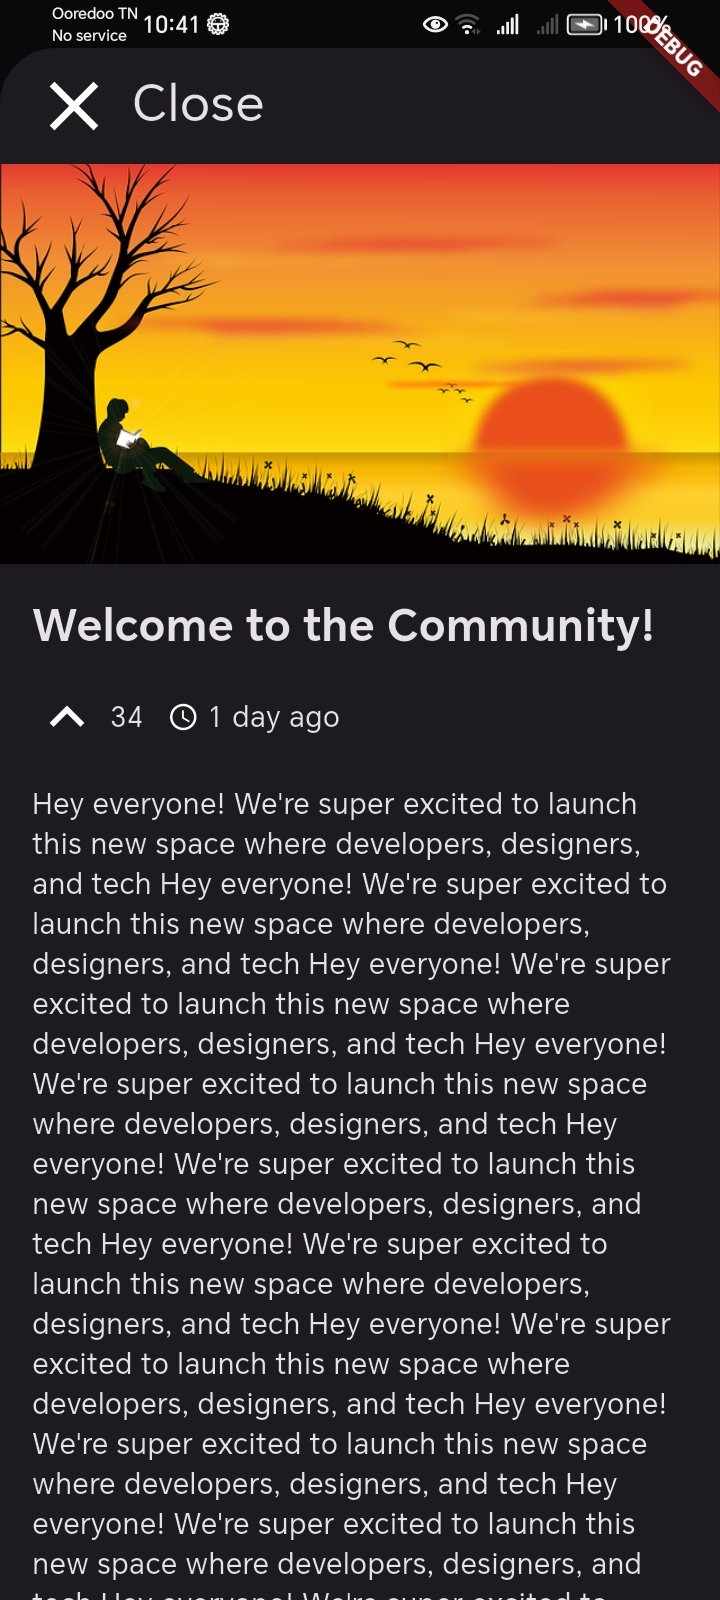 Ooredoo TN
No service
10:41
100%
DEBUG
Close
Welcome to the Community!
34 1 day ago
Hey everyone! We're super excited to launch
this new space where developers, designers,
and tech Hey everyone! We're super excited to
launch this new space where developers,
designers, and tech Hey everyone! We're super
excited to launch this new space where
developers, designers, and tech Hey everyone!
We're super excited to launch this new space
where developers, designers, and tech Hey
everyone! We're super excited to launch this
new space where developers, designers, and
tech Hey everyone! We're super excited to
launch this new space where developers,
designers, and tech Hey everyone! We're super
excited to launch this new space where
developers, designers, and tech Hey everyone!
We're super excited to launch this new space
where developers, designers, and tech Hey
everyone! We're super excited to launch this
new space where developers, designers, and
tech Hey everyone! We're super excited to